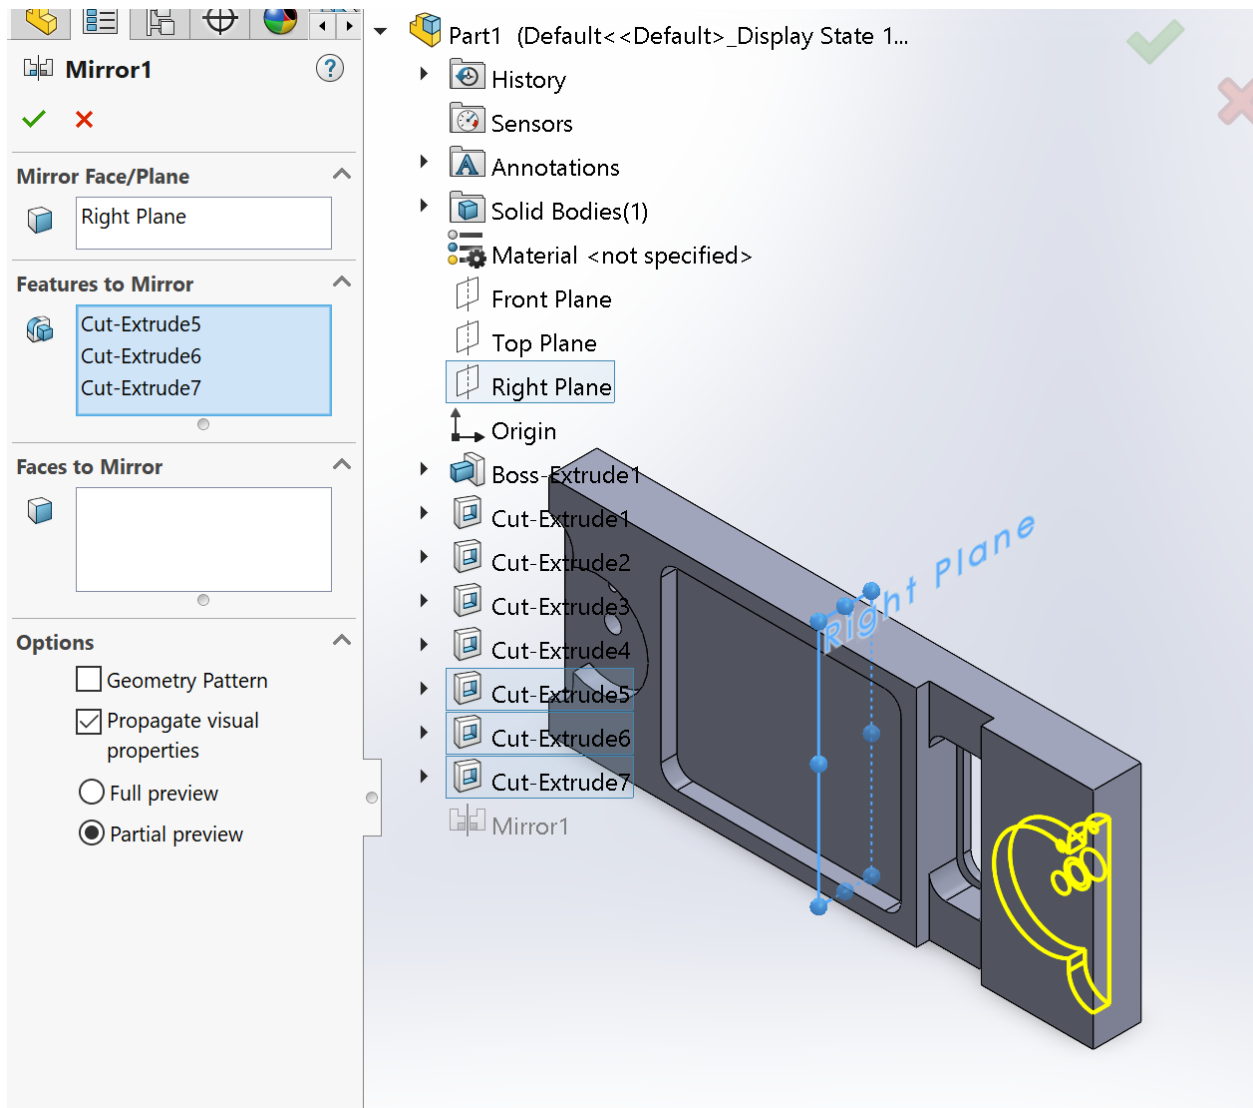 Mirror1
?
Mirror Face/Plane
Right Plane
Features to Mirror
Cut-Extrude5
Cut-Extrude6
Cut-Extrude7
Faces to Mirror
Options
Geometry Pattern
Propagate visual
properties
Full preview
Partial preview
Part1 (Default<<Default>_Display State 1...
History
Sensors
Annotations
Solid Bodies(1)
Material <not specified>
Front Plane
Top Plane
Right Plane
Origin
Boss-Extrude1
Cut-Extrude1
Cut-Extrude2
Cut-Extrude3
Cut-Extrude4
Cut-Extrude5
Cut-Extrude6
Cut-Extrude7
Mirror1
Right Plane